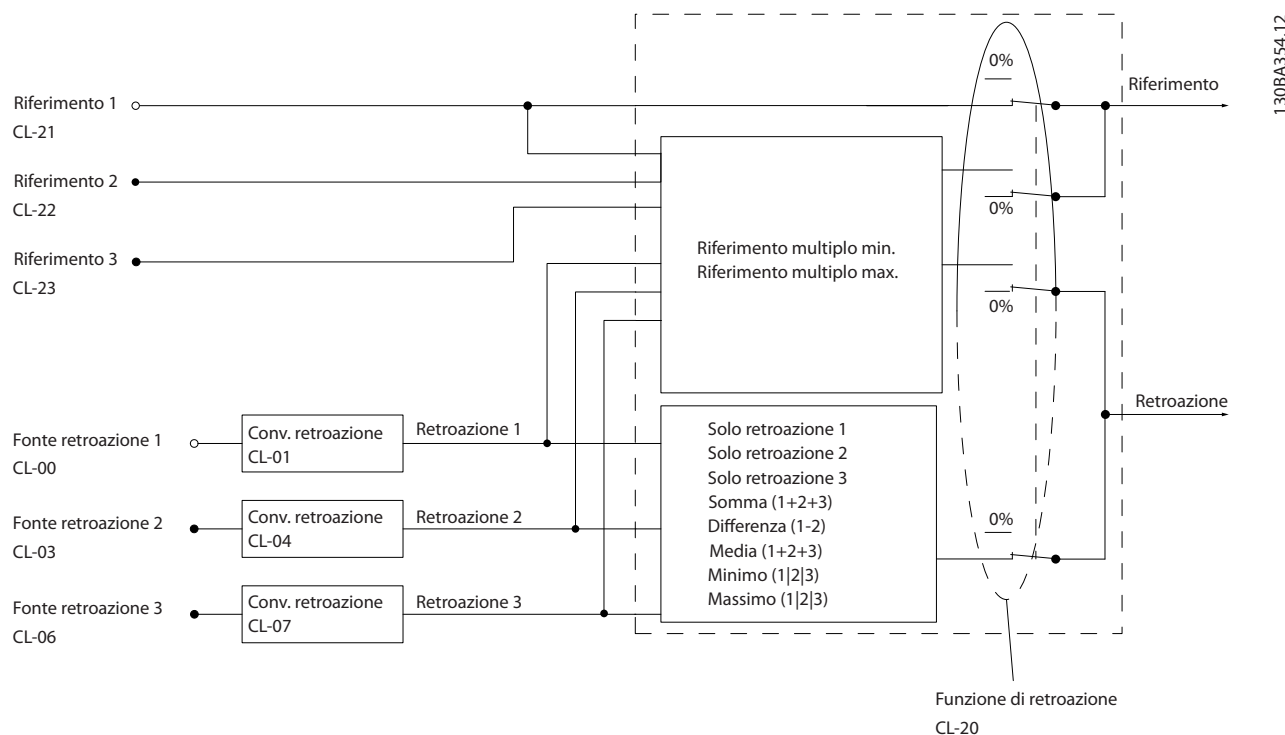 130BA354.12
0%
Riferimento
Riferimento 1
CL-21
Riferimento 2
CL-22
0%
Riferimento 3
CL-23
Riferimento multiplo min.
Riferimento multiplo max.
0%
Retroazione
Fonte retroazione 1
CL-00
Conv. retroazione
CL-01
Retroazione 1
Fonte retroazione 2
CL-03
Conv. retroazione
CL-04
Retroazione 2
Fonte retroazione 3
CL-06
Conv. retroazione
CL-07
Retroazione 3
Solo retroazione 1
Solo retroazione 2
Solo retroazione 3
Somma (1+2+3)
Differenza (1-2)
Media (1+2+3)
Minimo (1|2|3)
Massimo (1|2|3)
0%
Funzione di retroazione
CL-20